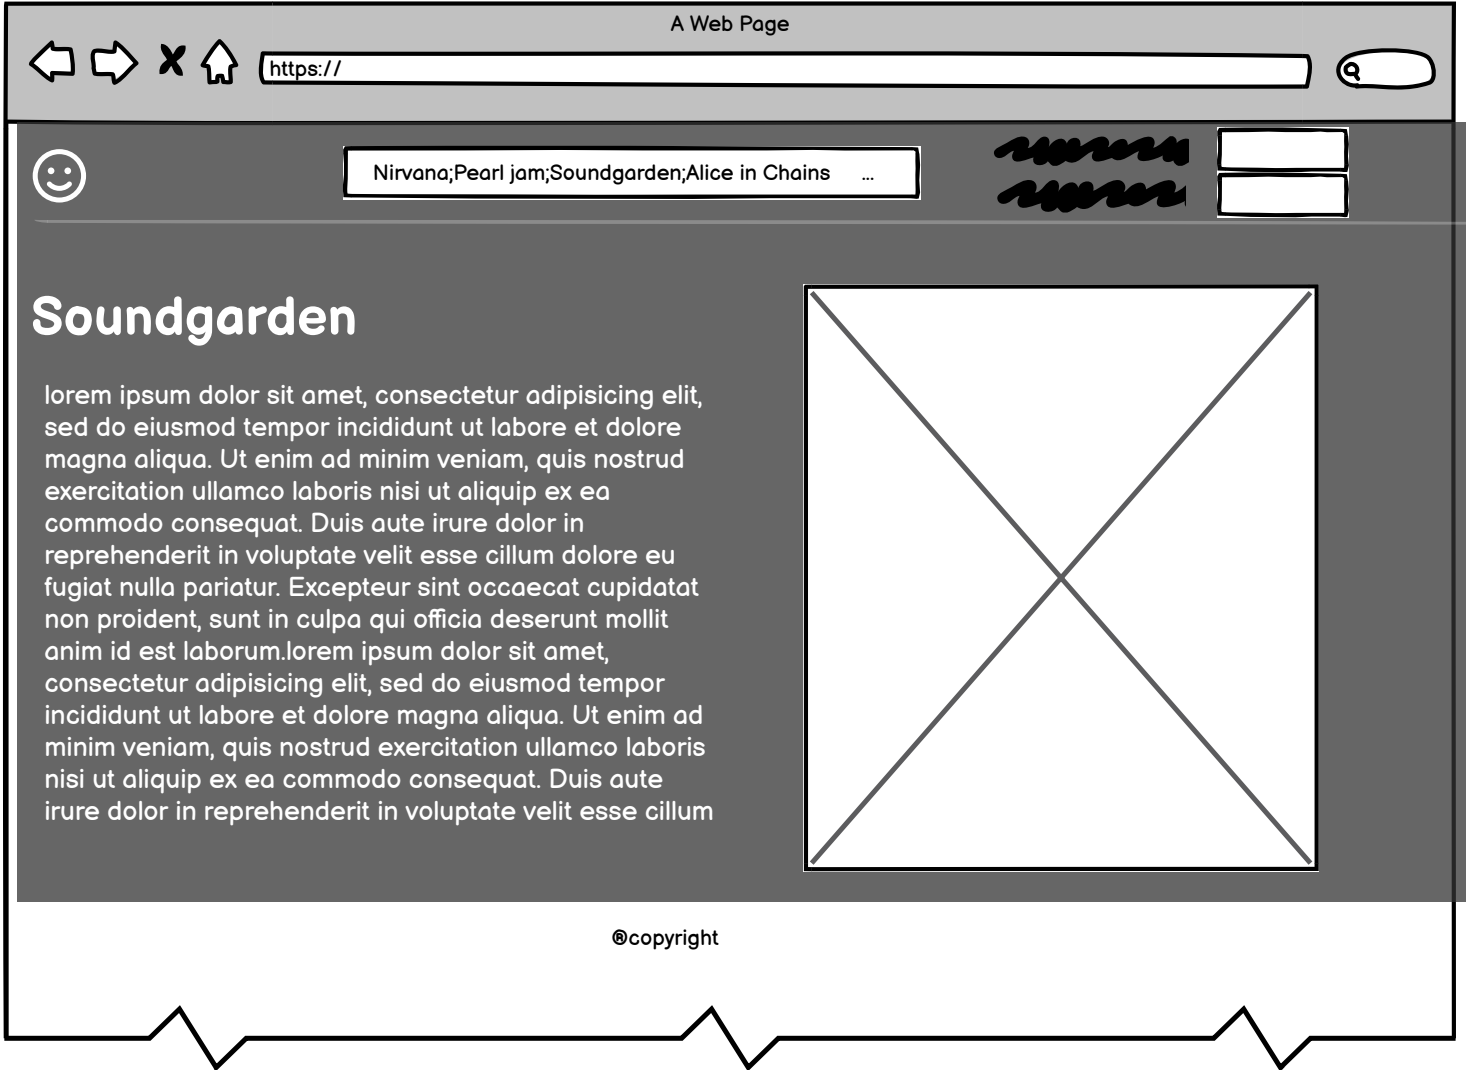 A Web Page
https://
Nirvana;Pearl jam;Soundgarden;Alice in Chains ...
Soundgarden
lorem ipsum dolor sit amet, consectetur adipisicing elit,
sed do eiusmod tempor incididunt ut labore et dolore
magna aliqua. Ut enim ad minim veniam, quis nostrud
exercitation ullamco laboris nisi ut aliquip ex ea
commodo consequat. Duis aute irure dolor in
reprehenderit in voluptate velit esse cillum dolore eu
fugiat nulla pariatur. Excepteur sint occaecat cupidatat
non proident, sunt in culpa qui officia deserunt mollit
anim id est laborum.lorem ipsum dolor sit amet,
consectetur adipisicing elit, sed do eiusmod tempor
incididunt ut labore et dolore magna aliqua. Ut enim ad
minim veniam, quis nostrud exercitation ullamco laboris
nisi ut aliquip ex ea commodo consequat. Duis aute
irure dolor in reprehenderit in voluptate velit esse cillum
®copyright